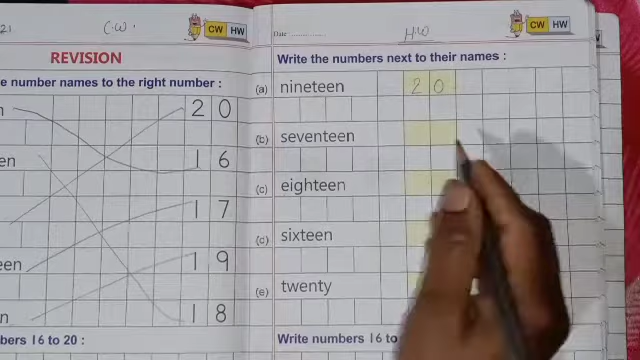 21
C.W.
CW HW
REVISION
e number names to the right number :
n
2 0
en
1 6
1 7
een
1 9
n
1 8
bers 16 to 20 :
Date
H.W
CW HW
Write the numbers next to their names :
(a) nineteen 2 0
(b) seventeen
(c) eighteen
(d) sixteen
(e) twenty
Write numbers 16 to